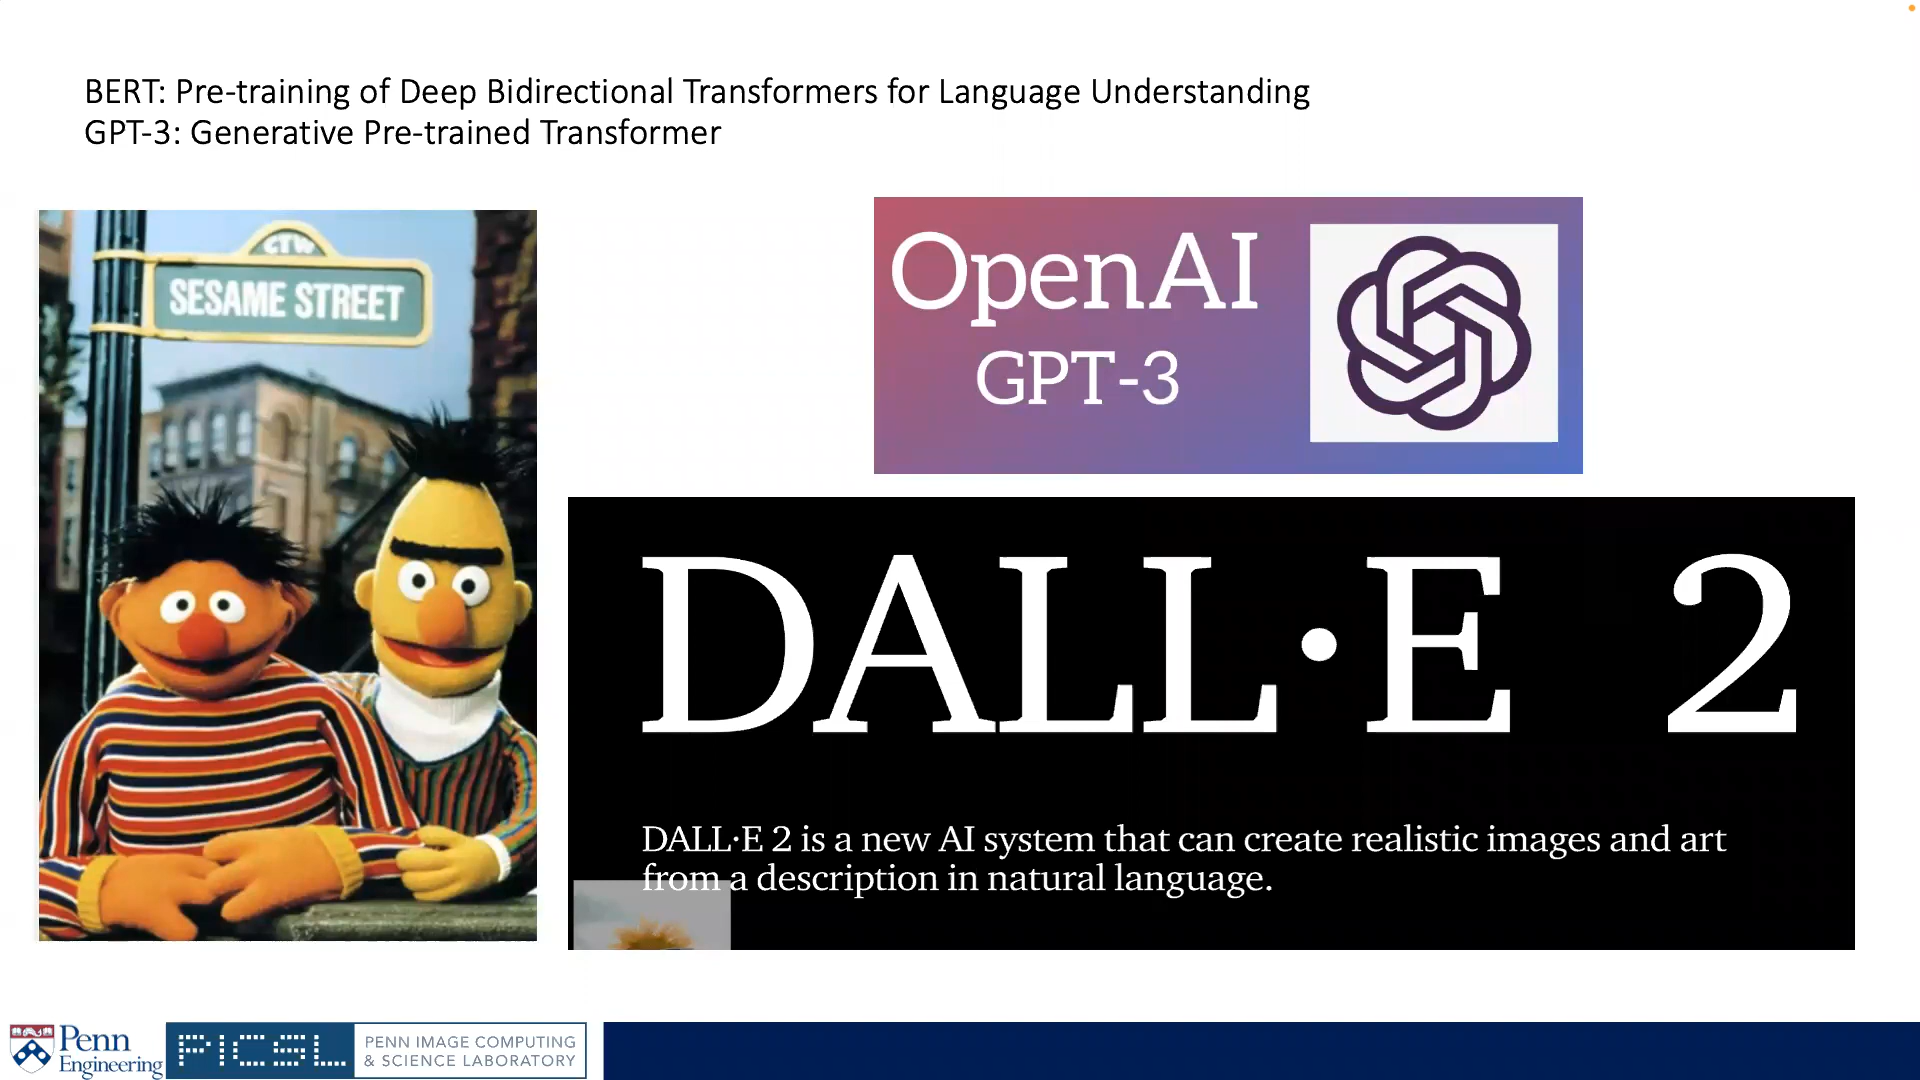 BERT: Pre-training of Deep Bidirectional Transformers for Language Understanding
GPT-3: Generative Pre-trained Transformer
CTW
SESAME STREET
OpenAI
GPT-3
DALL·E 2
DALL·E 2 is a new AI system that can create realistic images and art
from a description in natural language.
Penn
Engineering
PICSL
PENN IMAGE COMPUTING
& SCIENCE LABORATORY